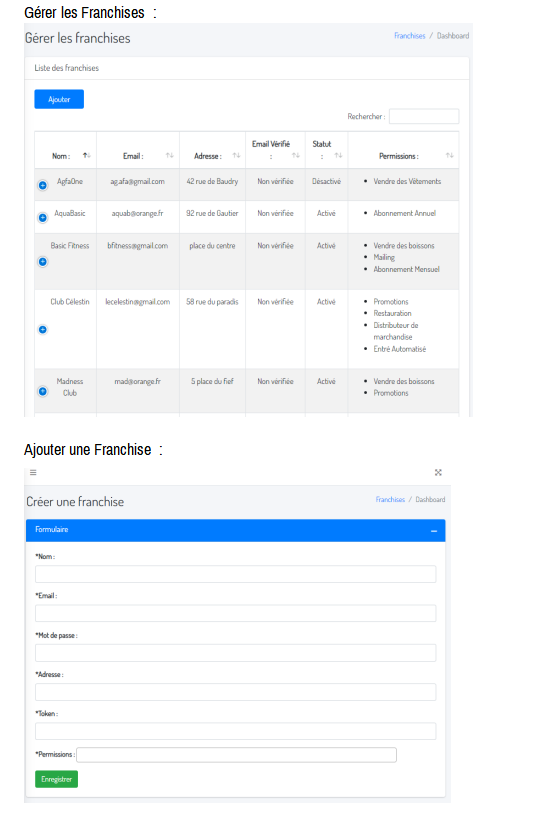 Gérer les Franchises :
Gérer les franchises
Franchises / Dashboard
Liste des franchises
Ajouter
Rechercher :
Nom : Email : Adresse : Email Vérifié : Statut : Permissions :
AgfaOne ag.afa@gmail.com 42 rue de Baudry Non vérifiée Désactivé • Vendre des Vêtements
AquaBasic aquab@orange.fr 92 rue de Gautier Non vérifiée Activé • Abonnement Annuel
Basic Fitness bfitness@gmail.com place du centre Non vérifiée Activé • Vendre des boissons
• Mailing
• Abonnement Mensuel
Club Célestin lecelestin@gmail.com 58 rue du paradis Non vérifiée Activé • Promotions
• Restauration
• Distributeur de
marchandise
• Entré Automatisé
Madness Club mad@orange.fr 5 place du fief Non vérifiée Activé • Vendre des boissons
• Promotions
Ajouter une Franchise :
Créer une franchise
Franchises / Dashboard
Formulaire
*Nom :
*Email :
*Mot de passe :
*Adresse :
*Token :
*Permissions :
Enregistrer